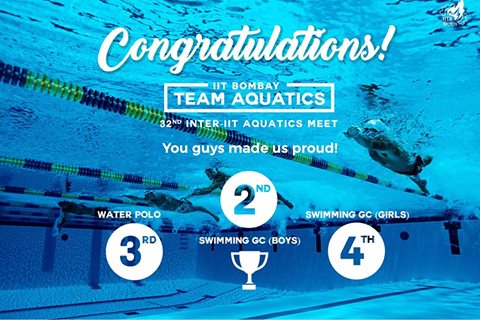 Congratulations!
IIT BOMBAY
TEAM AQUATICS
32ND INTER-IIT AQUATICS MEET
You guys made us proud!
2ND
WATER POLO
SWIMMING GC (GIRLS)
3RD
SWIMMING GC (BOYS)
4TH